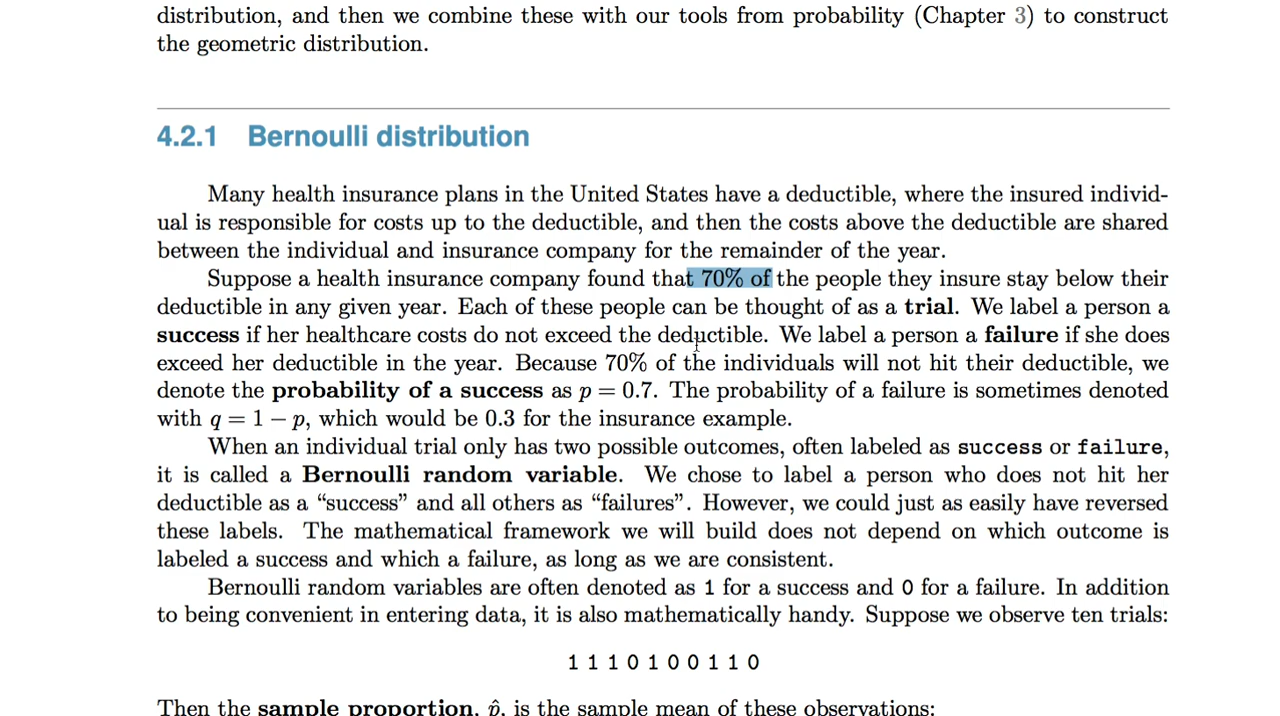 distribution, and then we combine these with our tools from probability (Chapter 3) to construct
the geometric distribution.
4.2.1 Bernoulli distribution
Many health insurance plans in the United States have a deductible, where the insured individ-
ual is responsible for costs up to the deductible, and then the costs above the deductible are shared
between the individual and insurance company for the remainder of the year.
Suppose a health insurance company found that 70% of the people they insure stay below their
deductible in any given year. Each of these people can be thought of as a trial. We label a person a
success if her healthcare costs do not exceed the deductible. We label a person a failure if she does
exceed her deductible in the year. Because 70% of the individuals will not hit their deductible, we
denote the probability of a success as p = 0.7. The probability of a failure is sometimes denoted
with q = 1 − p, which would be 0.3 for the insurance example.
When an individual trial only has two possible outcomes, often labeled as success or failure,
it is called a Bernoulli random variable. We chose to label a person who does not hit her
deductible as a “success” and all others as “failures”. However, we could just as easily have reversed
these labels. The mathematical framework we will build does not depend on which outcome is
labeled a success and which a failure, as long as we are consistent.
Bernoulli random variables are often denoted as 1 for a success and 0 for a failure. In addition
to being convenient in entering data, it is also mathematically handy. Suppose we observe ten trials:
1 1 1 0 1 0 0 1 1 0
Then the sample proportion, p̂, is the sample mean of these observations: